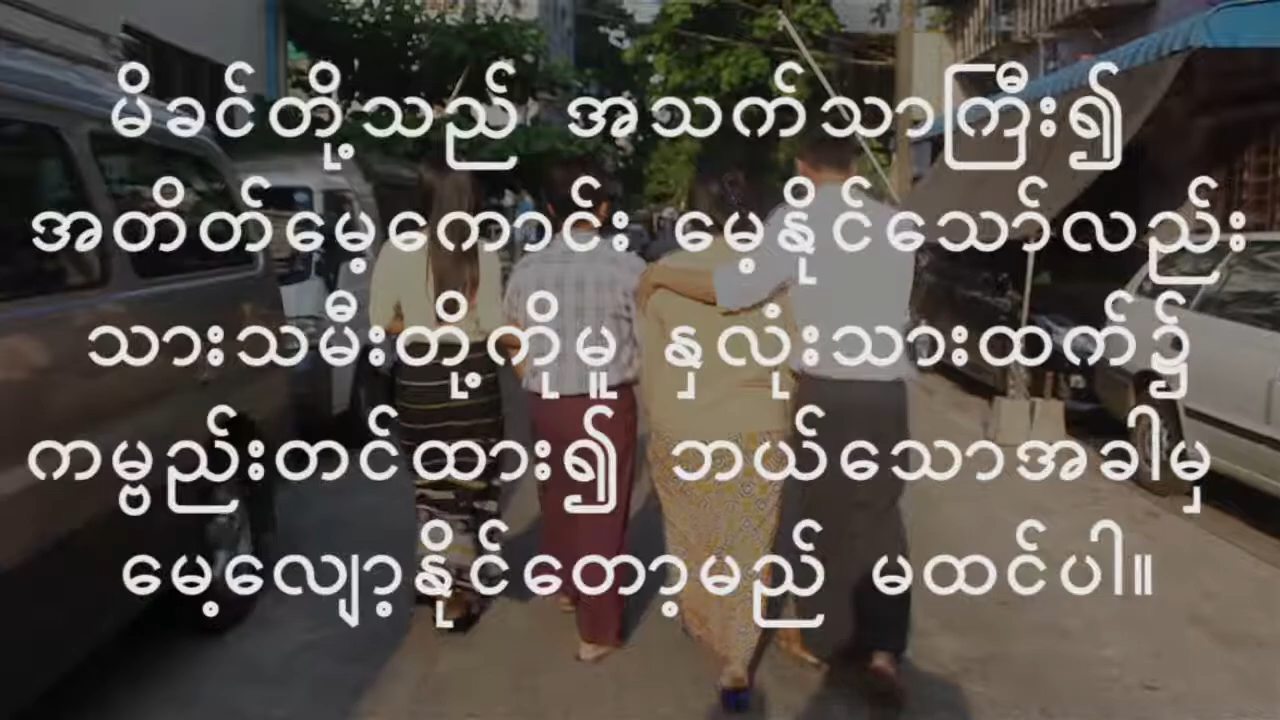 မိခင်တို့သည် အသက်သာကြီး၍
အတိတ်မေ့ကောင်း မေ့နိုင်သော်လည်း
သားသမီးတို့ကိုမူ နှလုံးသားထက်၌
ကမ္ဗည်းတင်ထား၍ ဘယ်သောအခါမှ
မေ့လျော့နိုင်တော့မည် မထင်ပါ။